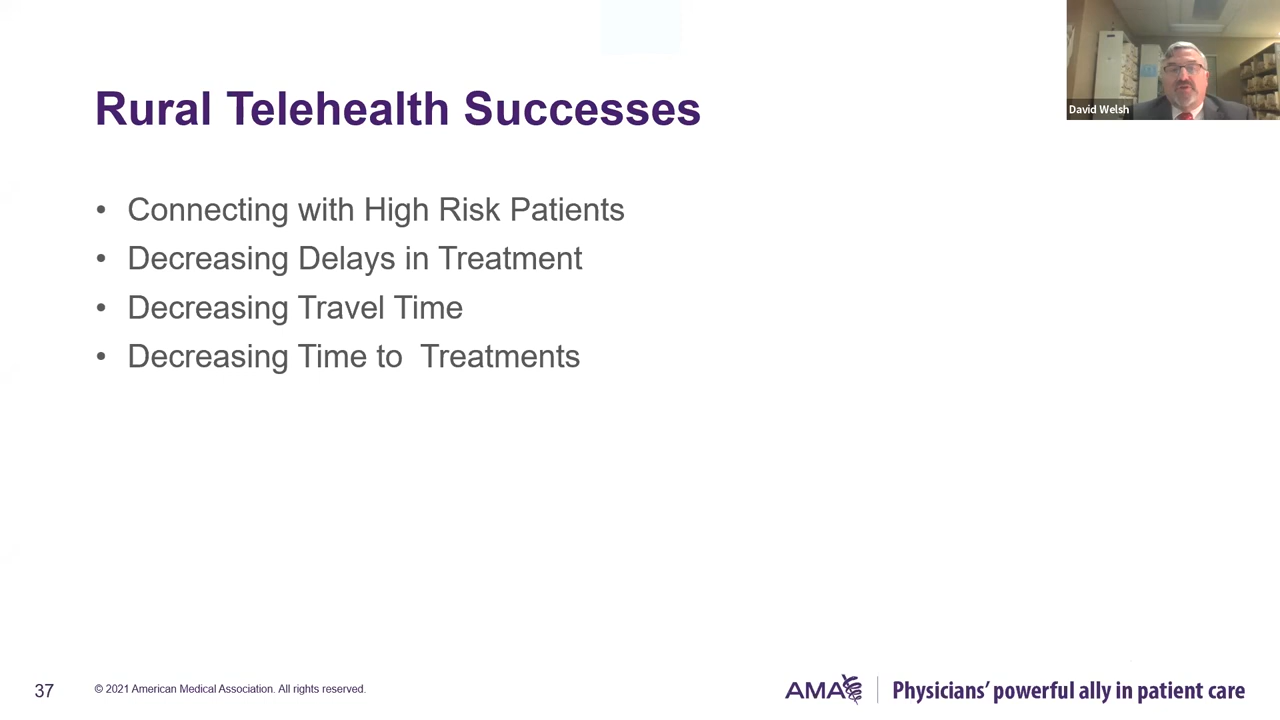 David Welsh
Rural Telehealth Successes
• Connecting with High Risk Patients
• Decreasing Delays in Treatment
• Decreasing Travel Time
• Decreasing Time to  Treatments
37
© 2021 American Medical Association. All rights reserved.
AMA
Physicians’ powerful ally in patient care